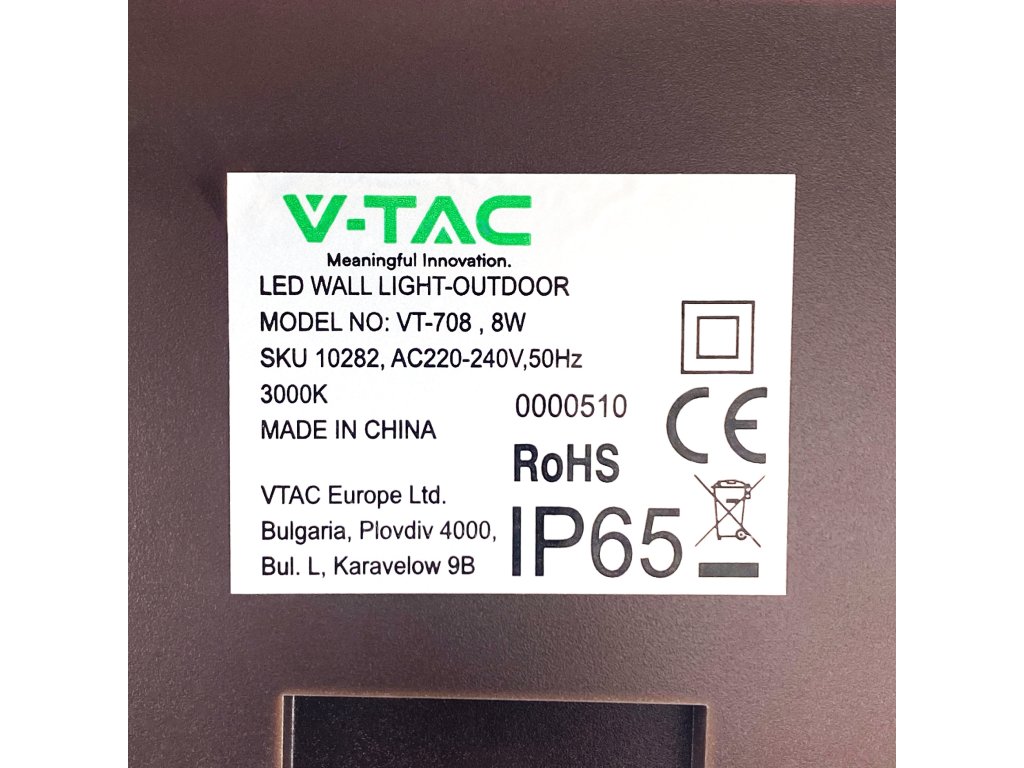 V-TAC
Meaningful Innovation.
LED WALL LIGHT-OUTDOOR
MODEL NO: VT-708 , 8W
SKU 10282, AC220-240V,50Hz
3000K
0000510
MADE IN CHINA
CE
RoHS
VTAC Europe Ltd.
Bulgaria, Plovdiv 4000,
Bul. L, Karavelow 9B
IP65